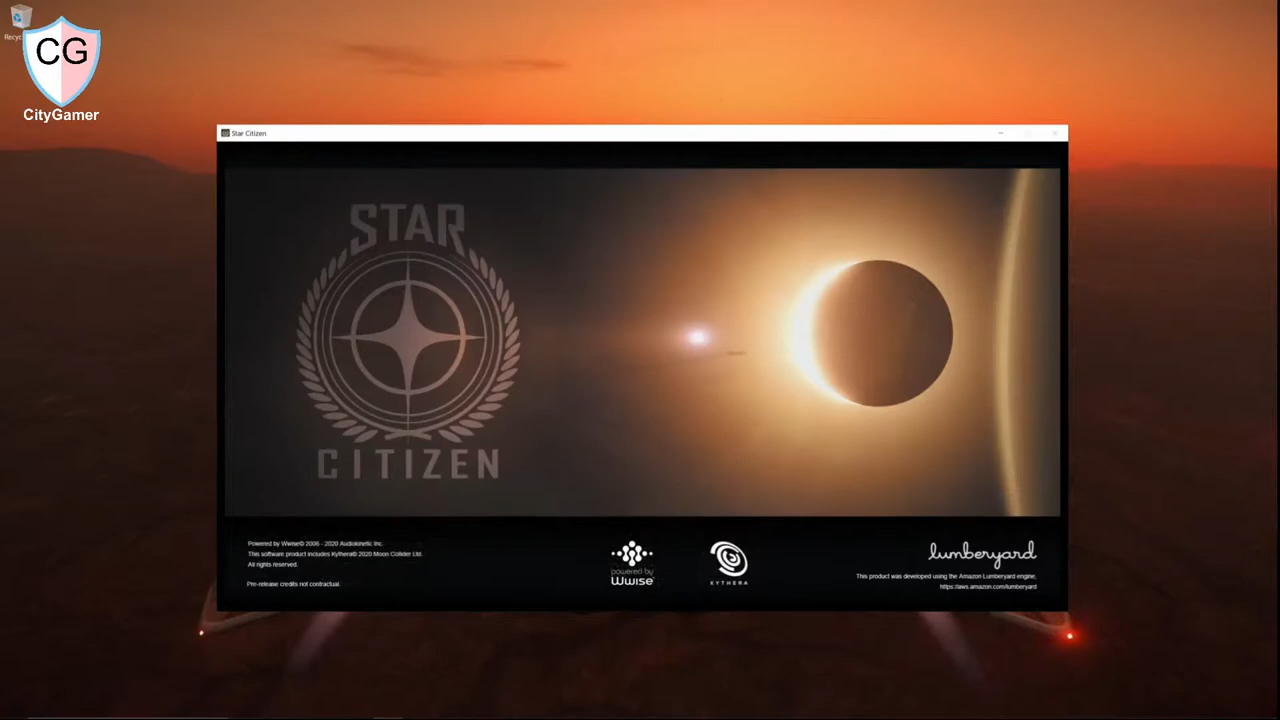 Recyc
CG
CityGamer
Star Citizen
STAR
CITIZEN
Powered by Wwise© 2006 - 2020 Audiokinetic Inc.
This software product includes Kythera© 2020 Moon Collider Ltd.
All rights reserved.
Pre-release credits not contractual.
powered by
Wwise
KYTHERA
lumberyard
This product was developed using the Amazon Lumberyard engine,
https://aws.amazon.com/lumberyard